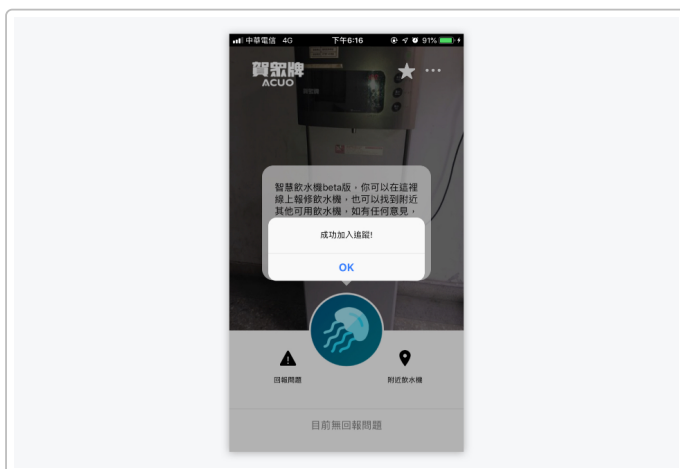 中華電信 4G 下午6:16 91%
賀眾牌
ACUO
智慧飲水機beta版，你可以在這裡
線上報修飲水機，也可以找到附近
其他可用飲水機，如有任何意見，
成功加入追蹤!
OK
回報問題
附近飲水機
目前無回報問題